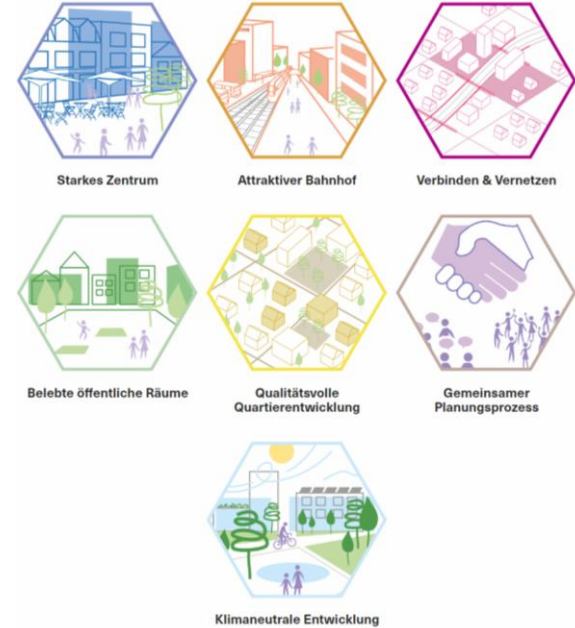 Starkes Zentrum
Attraktiver Bahnhof
Verbinden & Vernetzen
Belebte öffentliche Räume
Qualitätsvolle
Quartierentwicklung
Gemeinsamer
Planungsprozess
Klimaneutrale Entwicklung